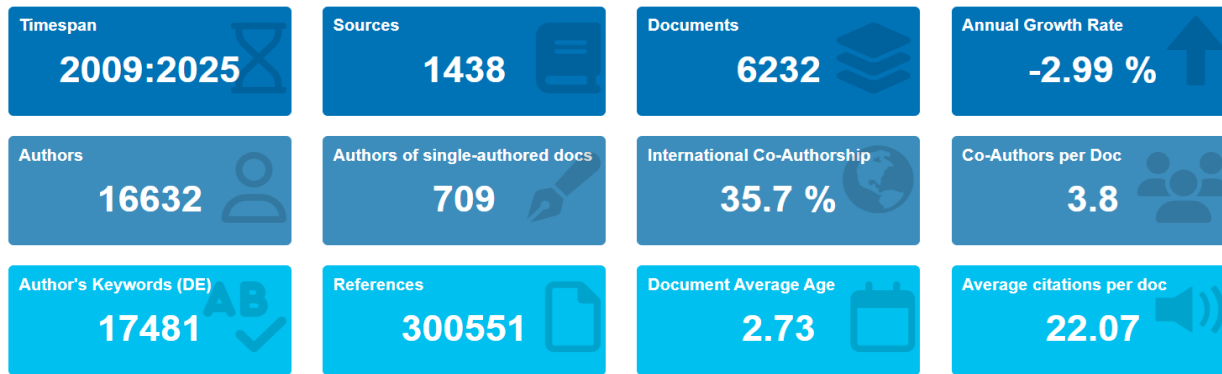 Timespan
2009:2025
Sources
1438
Documents
6232
Annual Growth Rate
-2.99 %
Authors
16632
Authors of single-authored docs
709
International Co-Authorship
35.7 %
Co-Authors per Doc
3.8
Author's Keywords (DE)
17481
AB
References
300551
Document Average Age
2.73
Average citations per doc
22.07